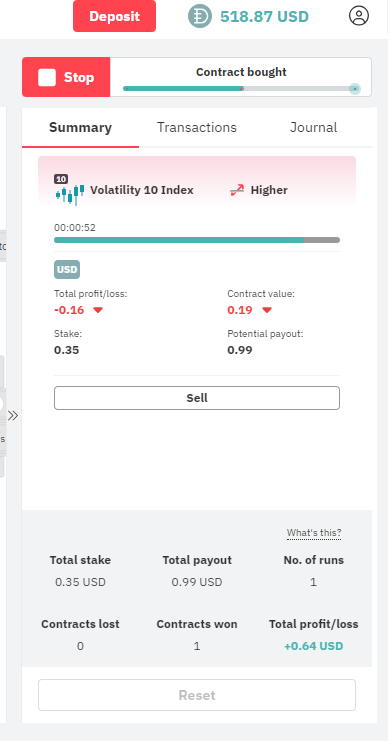 Deposit
518.87 USD
Stop
Contract bought
Summary Transactions Journal
10
Volatility 10 Index Higher
00:00:52
USD
Total profit/loss: Contract value:
-0.16 0.19
Stake: Potential payout:
0.35 0.99
Sell
What's this?
Total stake Total payout No. of runs
0.35 USD 0.99 USD 1
Contracts lost Contracts won Total profit/loss
0 1 +0.64 USD
Reset